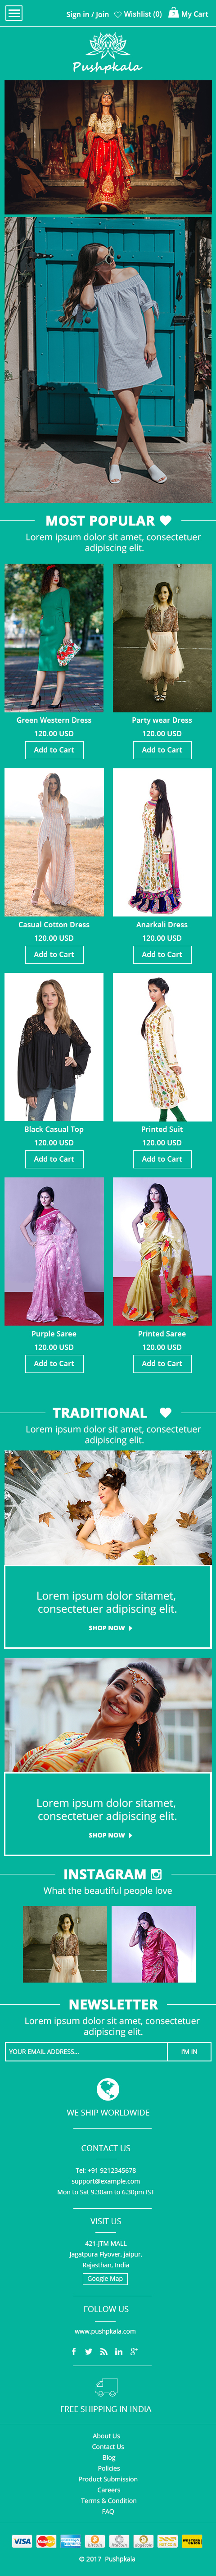 Sign in / Join Wishlist (0) My Cart
Pushpkala
MOST POPULAR
Lorem ipsum dolor sit amet, consectetuer
adipiscing elit.
Green Western Dress
120.00 USD
Add to Cart
Party wear Dress
120.00 USD
Add to Cart
Casual Cotton Dress
120.00 USD
Add to Cart
Anarkali Dress
120.00 USD
Add to Cart
Black Casual Top
120.00 USD
Add to Cart
Printed Suit
120.00 USD
Add to Cart
Purple Saree
120.00 USD
Add to Cart
Printed Saree
120.00 USD
Add to Cart
TRADITIONAL
Lorem ipsum dolor sit amet, consectetuer
adipiscing elit.
Lorem ipsum dolor sitamet,
consectetuer adipiscing elit.
SHOP NOW
Lorem ipsum dolor sitamet,
consectetuer adipiscing elit.
SHOP NOW
INSTAGRAM
What the beautiful people love
NEWSLETTER
Lorem ipsum dolor sit amet, consectetuer
adipiscing elit.
YOUR EMAIL ADDRESS... I'M IN
WE SHIP WORLDWIDE
CONTACT US
Tel: +91 9212345678
support@example.com
Mon to Sat 9.30am to 6.30pm IST
VISIT US
421-JTM MALL
Jagatpura Flyover, jaipur,
Rajasthan, India
Google Map
FOLLOW US
www.pushpkala.com
FREE SHIPPING IN INDIA
About Us
Contact Us
Blog
Policies
Product Submission
Careers
Terms & Condition
FAQ
VISA
© 2017 Pushpkala